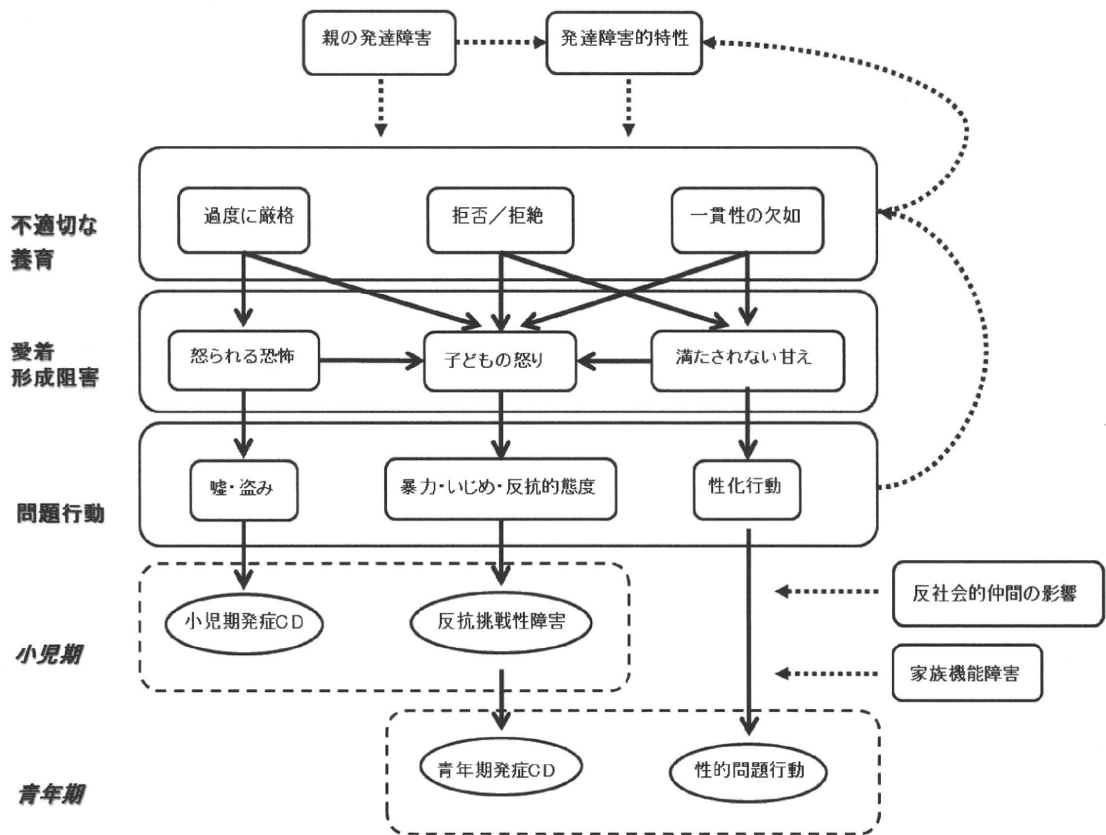 親の発達障害
発達障害的特性
不適切な
養育
過度に厳格
拒否／拒絶
一貫性の欠如
愛着
形成阻害
怒られる恐怖
子どもの怒り
満たされない甘え
問題行動
嘘・盗み
暴力・いじめ・反抗的態度
性化行動
反社会的仲間の影響
小児期
小児期発症CD
反抗挑戦性障害
家族機能障害
青年期
青年期発症CD
性的問題行動